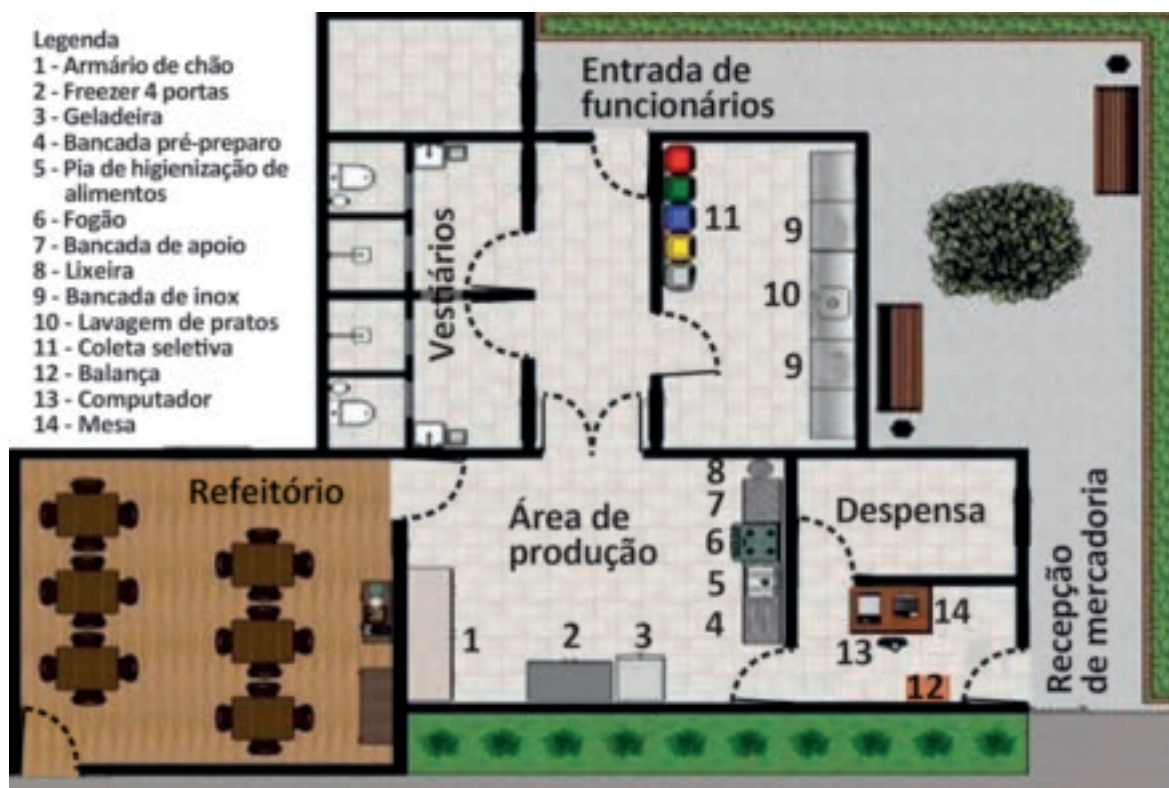 Legenda
1 - Armário de chão
2 - Freezer 4 portas
3 - Geladeira
4 - Bancada pré-preparo
5 - Pia de higienização de
alimentos
6 - Fogão
7 - Bancada de apoio
8 - Lixeira
9 - Bancada de inox
10 - Lavagem de pratos
11 - Coleta seletiva
12 - Balança
13 - Computador
14 - Mesa
Entrada de
funcionários
11
9
10
9
Vestiários
Refeitório
Área de
produção
8
7
6
5
4
1
2
3
Despensa
14
13
12
Recepção
de mercadoria